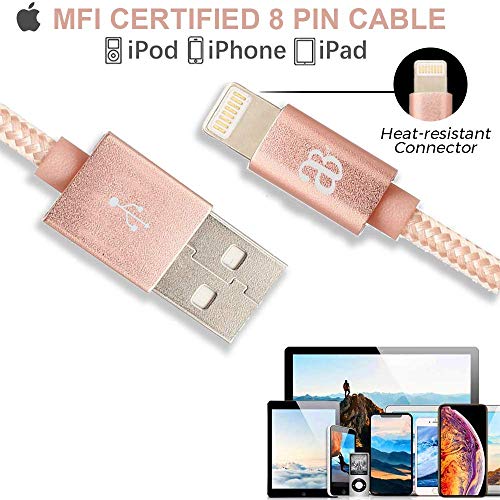 MFI CERTIFIED 8 PIN CABLE
iPod iPhone iPad
Heat-resistant
Connector